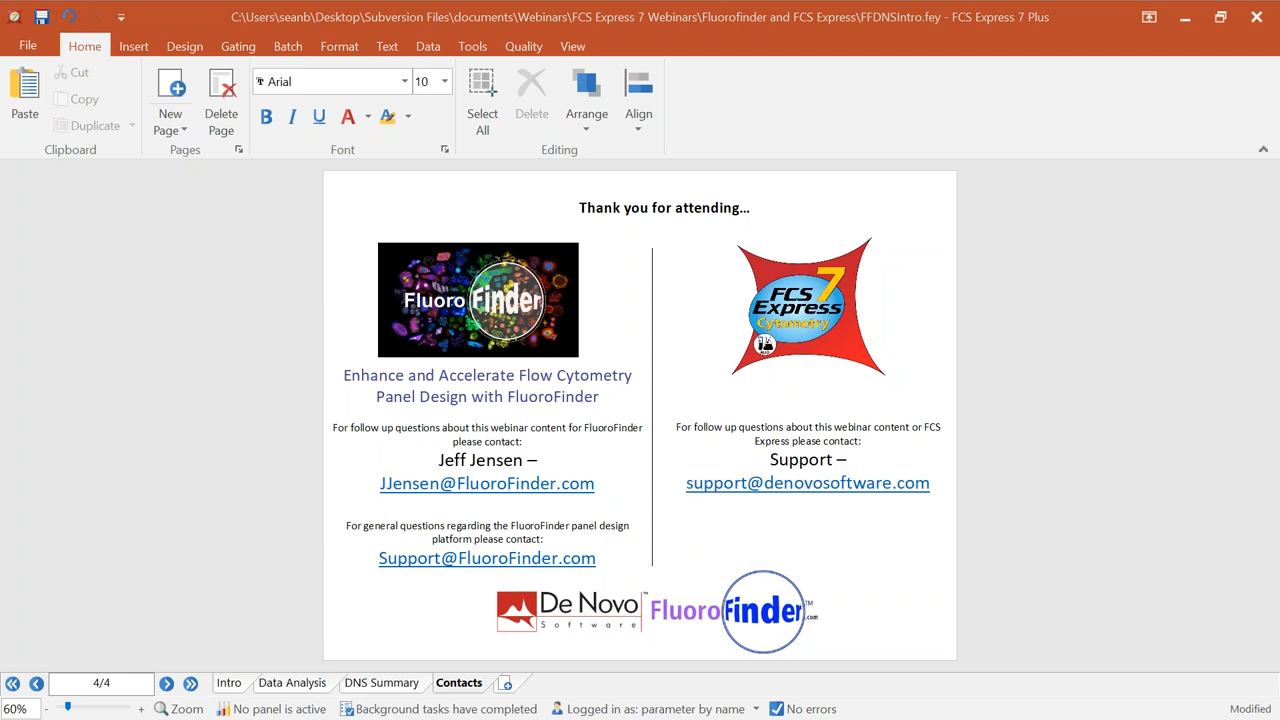 C:\Users\seanb\Desktop\Subversion Files\documents\Webinars\FCS Express 7 Webinars\Fluorofinder and FCS Express\FFDNSIntro.fey - FCS Express 7 Plus
File Home Insert Design Gating Batch Format Text Data Tools Quality View
Paste
Cut
Copy
Duplicate
Clipboard
New Page
Delete Page
Pages
Arial 10
B I U A
Font
Select All
Delete
Arrange
Align
Editing
Thank you for attending...
Fluoro Finder
Enhance and Accelerate Flow Cytometry
Panel Design with FluoroFinder
For follow up questions about this webinar content for FluoroFinder
please contact:
Jeff Jensen –
JJensen@FluoroFinder.com
For general questions regarding the FluoroFinder panel design
platform please contact:
Support@FluoroFinder.com
FCS 7
Express
Cytometry
For follow up questions about this webinar content or FCS
Express please contact:
Support –
support@denovosoftware.com
De Novo™
Software
FluoroFinder™.com
4/4 Intro Data Analysis DNS Summary Contacts
60% - + Zoom No panel is active Background tasks have completed Logged in as: parameter by name No errors Modified